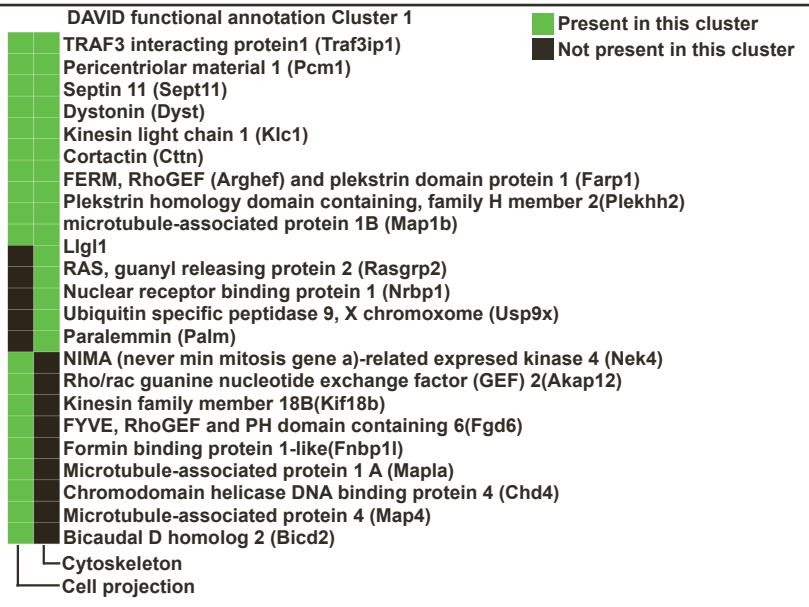 DAVID functional annotation Cluster 1
Present in this cluster
Not present in this cluster
TRAF3 interacting protein1 (Traf3ip1)
Pericentriolar material 1 (Pcm1)
Septin 11 (Sept11)
Dystonin (Dyst)
Kinesin light chain 1 (Klc1)
Cortactin (Cttn)
FERM, RhoGEF (Arghef) and plekstrin domain protein 1 (Farp1)
Plekstrin homology domain containing, family H member 2(Plekhh2)
microtubule-associated protein 1B (Map1b)
Llgl1
RAS, guanyl releasing protein 2 (Rasgrp2)
Nuclear receptor binding protein 1 (Nrbp1)
Ubiquitin specific peptidase 9, X chromoxome (Usp9x)
Paralemmin (Palm)
NIMA (never min mitosis gene a)-related expresed kinase 4 (Nek4)
Rho/rac guanine nucleotide exchange factor (GEF) 2(Akap12)
Kinesin family member 18B(Kif18b)
FYVE, RhoGEF and PH domain containing 6(Fgd6)
Formin binding protein 1-like(Fnbp1l)
Microtubule-associated protein 1 A (Mapla)
Chromodomain helicase DNA binding protein 4 (Chd4)
Microtubule-associated protein 4 (Map4)
Bicaudal D homolog 2 (Bicd2)
Cytoskeleton
Cell projection